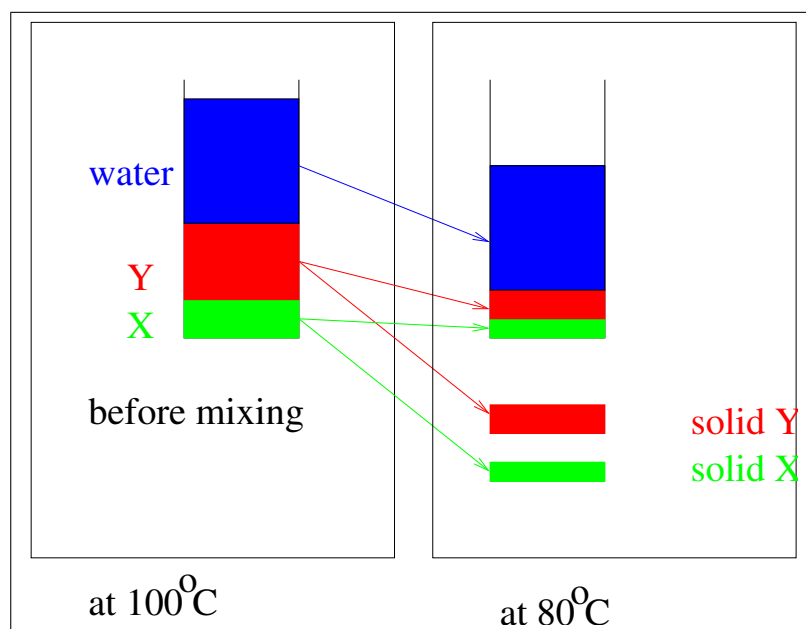 water
Y
X
before mixing
at 100°C
solid Y
solid X
at 80°C